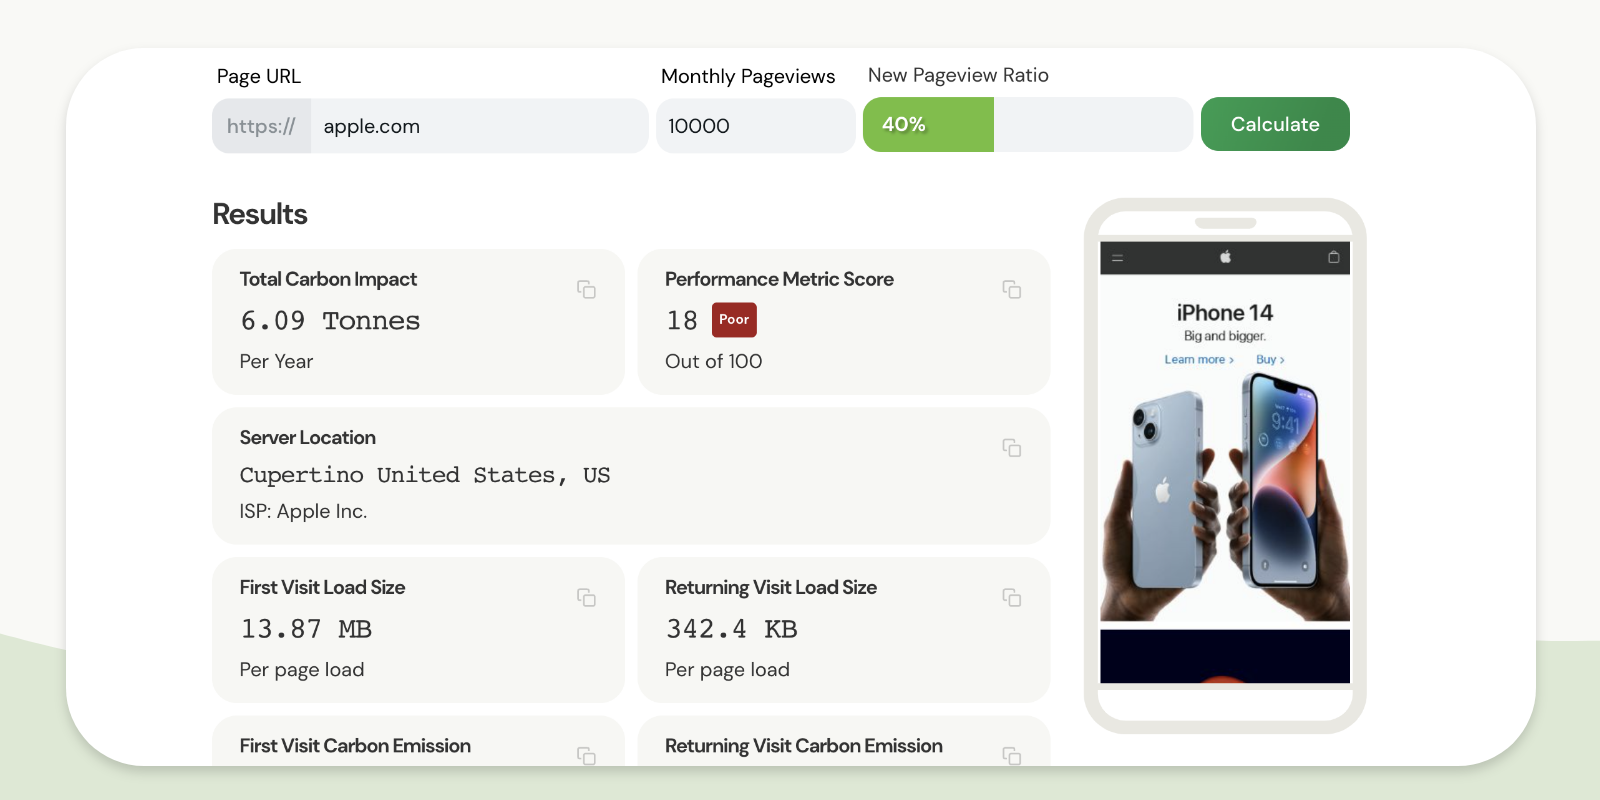 Page URL
Monthly Pageviews
New Pageview Ratio
https://
apple.com
10000
40%
Calculate
Results
Total Carbon Impact
6.09 Tonnes
Per Year
Performance Metric Score
18 Poor
Out of 100
Server Location
Cupertino United States, US
ISP: Apple Inc.
First Visit Load Size
13.87 MB
Per page load
Returning Visit Load Size
342.4 KB
Per page load
First Visit Carbon Emission
Returning Visit Carbon Emission
iPhone 14
Big and bigger.
Learn more > Buy >
9:41